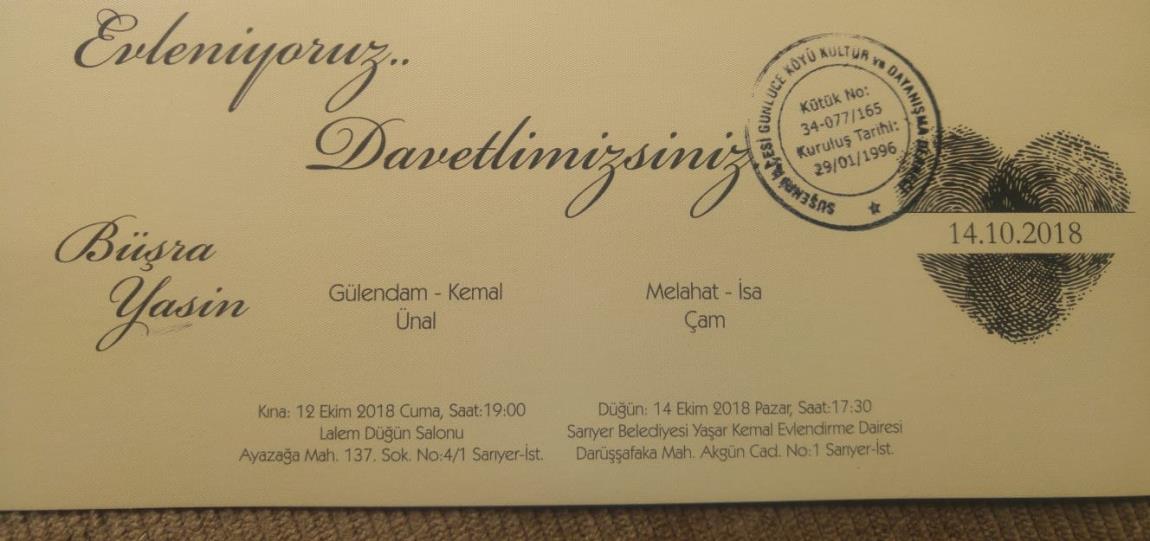 Evleniyoruz..
Davetlimizsiniz
SUŞEHRİ İLÇESİ GÜNLÜCE KÖYÜ KÜLTÜR ve DAYANIŞMA DERNEĞİ
Kütük No:
34-077/165
Kuruluş Tarihi:
29/01/1996
14.10.2018
Büşra
Yasin
Gülendam - Kemal
Ünal
Melahat - İsa
Çam
Kına: 12 Ekim 2018 Cuma, Saat:19:00
Lalem Düğün Salonu
Ayazağa Mah. 137. Sok. No:4/1 Sarıyer-İst.
Düğün: 14 Ekim 2018 Pazar, Saat:17:30
Sarıyer Belediyesi Yaşar Kemal Evlendirme Dairesi
Darüşşafaka Mah. Akgün Cad. No:1 Sarıyer-İst.